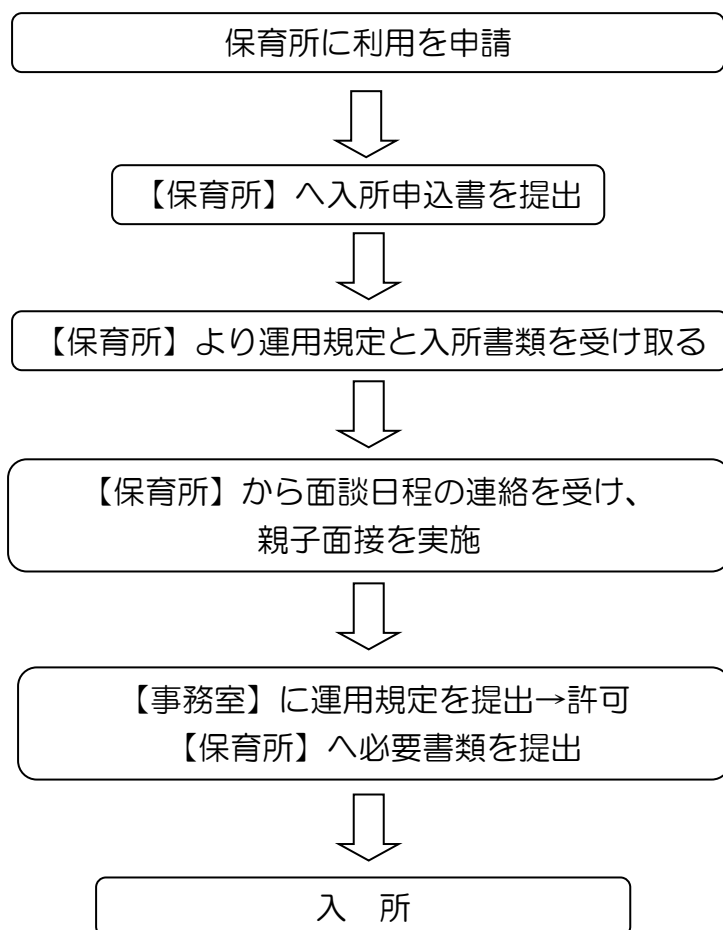 保育所に利用を申請
【保育所】へ入所申込書を提出
【保育所】より運用規定と入所書類を受け取る
【保育所】から面談日程の連絡を受け、
親子面接を実施
【事務室】に運用規定を提出→許可
【保育所】へ必要書類を提出
入　所